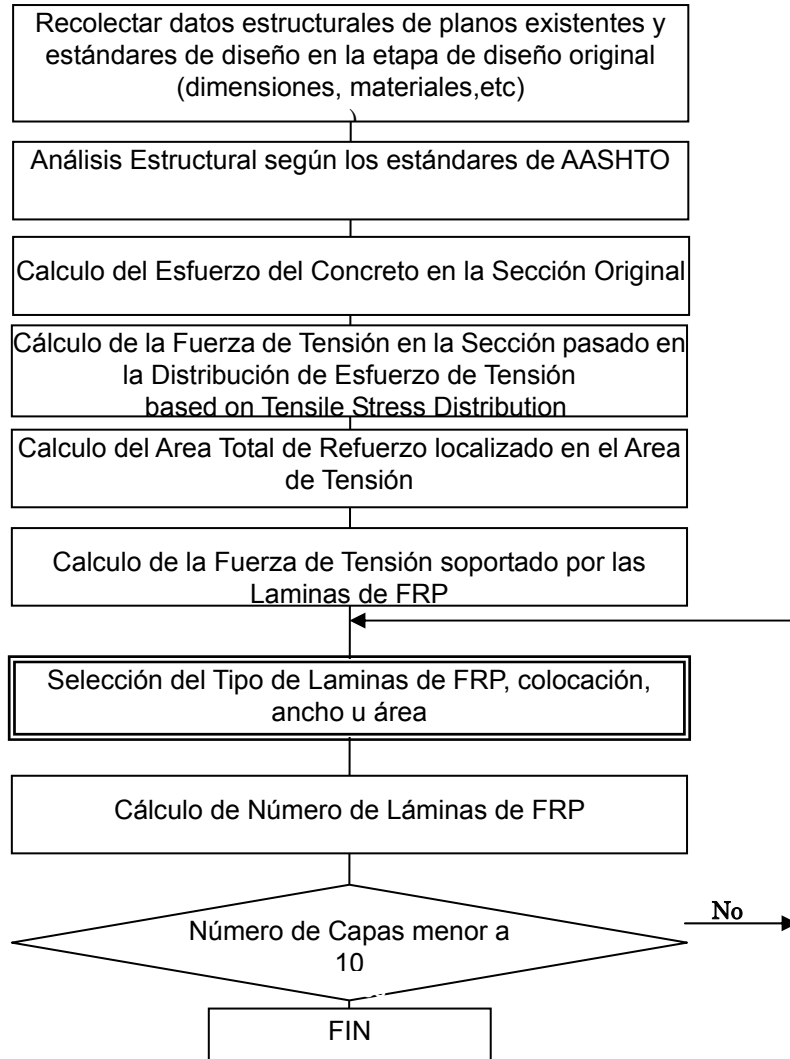 Recolectar datos estructurales de planos existentes y
estándares de diseño en la etapa de diseño original
(dimensiones, materiales,etc)
)
Análisis Estructural según los estándares de AASHTO
Calculo del Esfuerzo del Concreto en la Sección Original
Cálculo de la Fuerza de Tensión en la Sección pasado en
la Distribución de Esfuerzo de Tensión
based on Tensile Stress Distribution
Calculo del Area Total de Refuerzo localizado en el Area
de Tensión
Calculo de la Fuerza de Tensión soportado por las
Laminas de FRP
Selección del Tipo de Laminas de FRP, colocación,
ancho u área
Cálculo de Número de Láminas de FRP
Número de Capas menor a
10
No
FIN